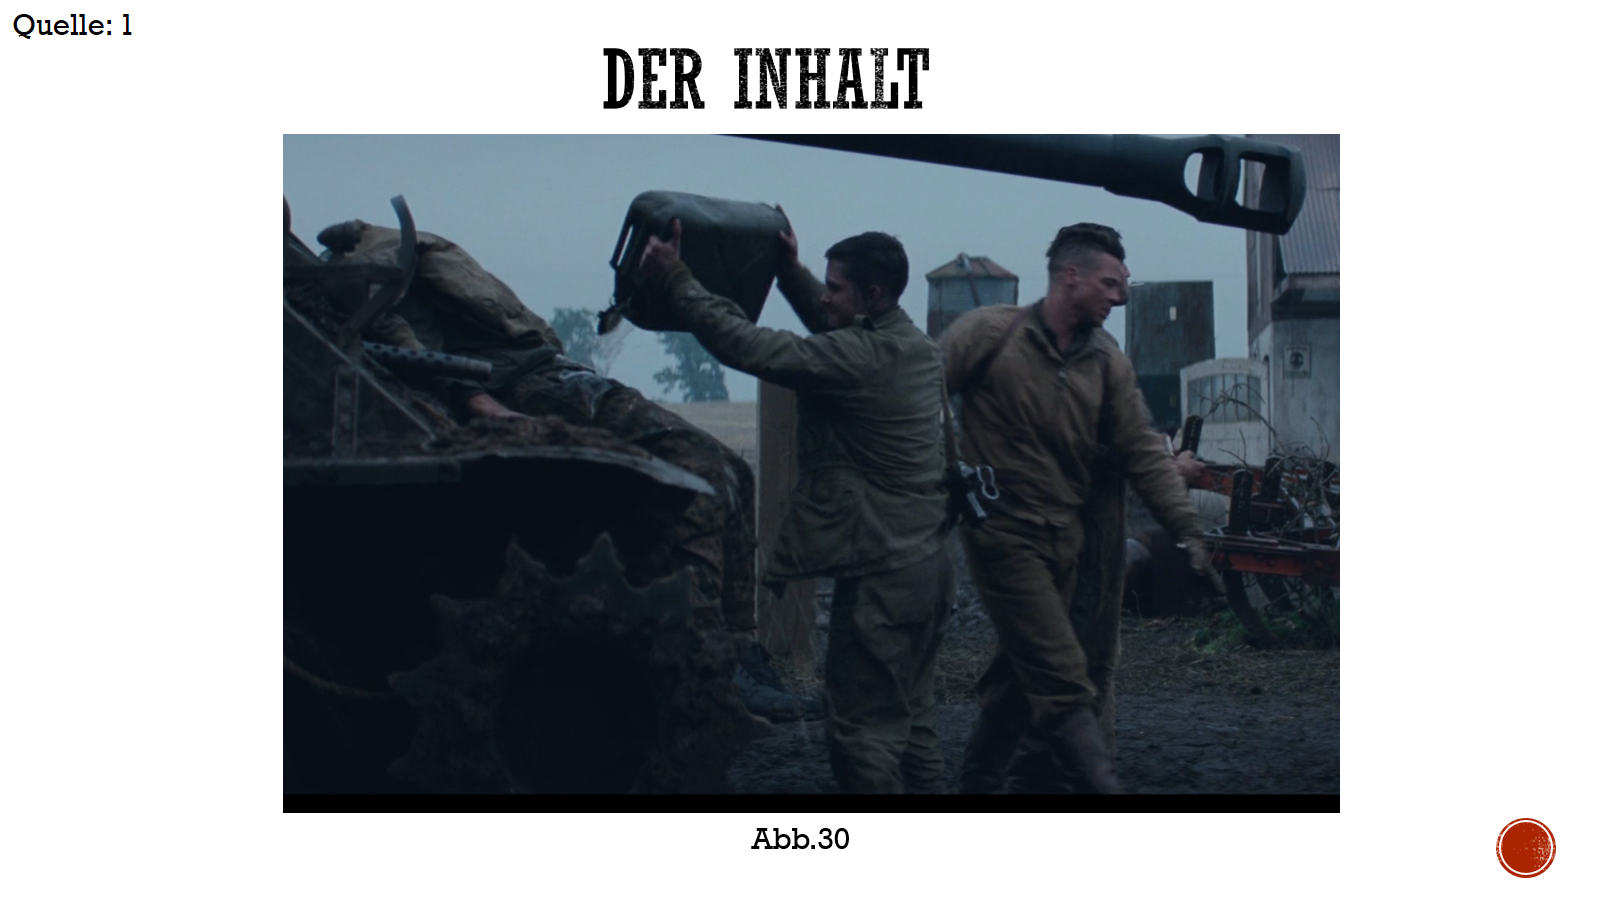 Quelle: 1
DER INHALT
Abb.30